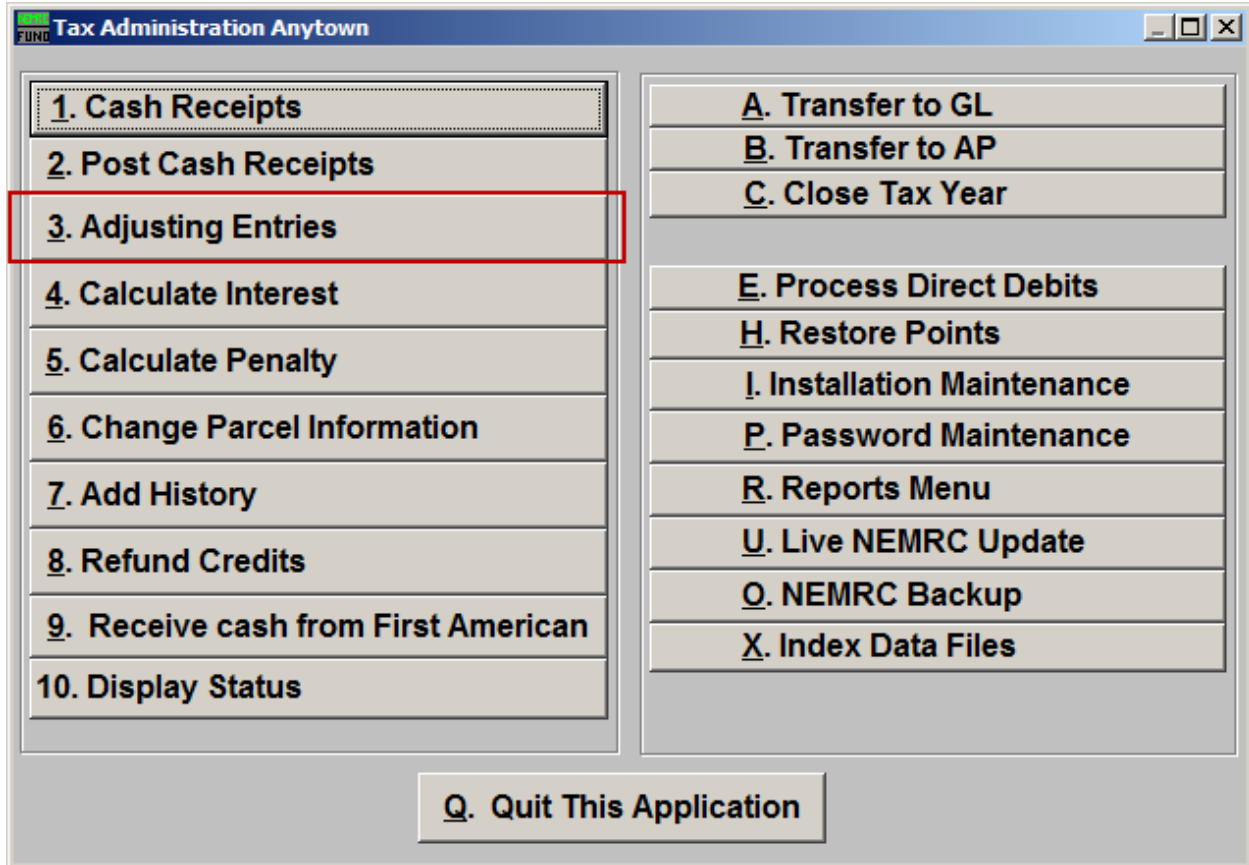 NEMRC
FUND
Tax Administration Anytown
1. Cash Receipts
2. Post Cash Receipts
3. Adjusting Entries
4. Calculate Interest
5. Calculate Penalty
6. Change Parcel Information
7. Add History
8. Refund Credits
9. Receive cash from First American
10. Display Status
A. Transfer to GL
B. Transfer to AP
C. Close Tax Year
E. Process Direct Debits
H. Restore Points
I. Installation Maintenance
P. Password Maintenance
R. Reports Menu
U. Live NEMRC Update
O. NEMRC Backup
X. Index Data Files
Q. Quit This Application